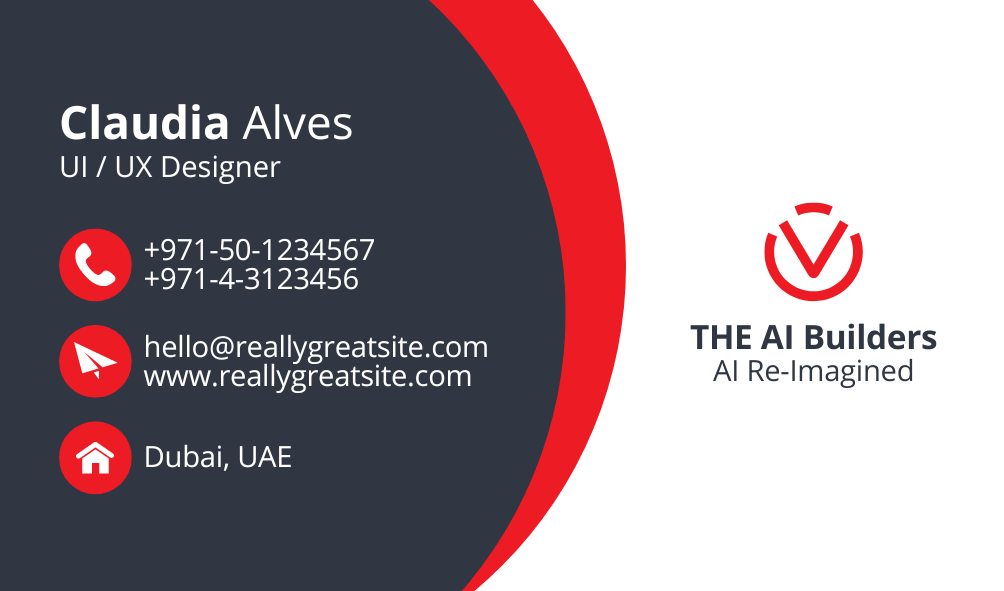 Claudia Alves
UI / UX Designer
+971-50-1234567
+971-4-3123456
hello@reallygreatsite.com
www.reallygreatsite.com
Dubai, UAE
THE AI Builders
AI Re-Imagined